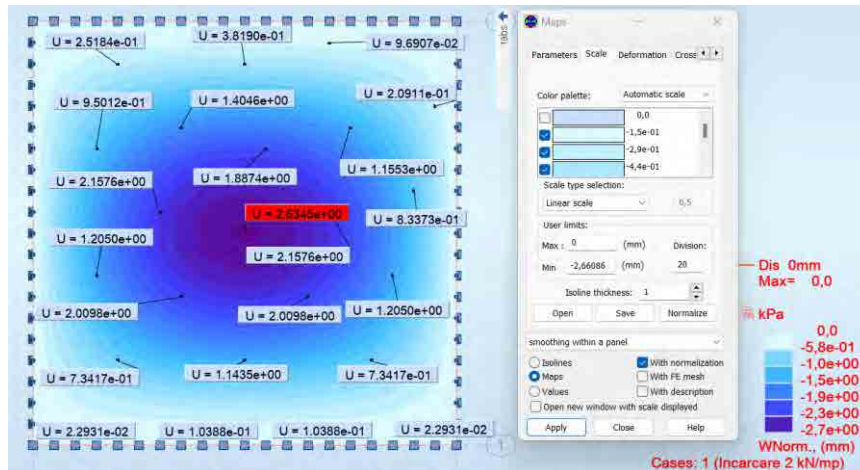 U = 2.5184e-01
U = 3.8190e-01
U = 9.6907e-02
U = 9.5012e-01
U = 1.4046e+00
U = 2.0911e-01
U = 2.1576e+00
U = 1.8874e+00
U = 1.1553e+00
U = 2.6345e+00
U = 8.3373e-01
U = 1.2050e+00
U = 2.1576e+00
U = 2.0098e+00
U = 2.0098e+00
U = 1.2050e+00
U = 7.3417e-01
U = 1.1435e+00
U = 7.3417e-01
U = 2.2931e-02
U = 1.0388e-01
U = 1.0388e-01
U = 2.2931e-02
tabs
1
Maps
Parameters Scale Deformation Cross
Color palette: Automatic scale
0,0
-1,5e-01
-2,9e-01
-4,4e-01
Scale type selection:
Linear scale 0,5
User limits:
Max : 0 (mm) Division:
Min -2,66086 (mm) 20
Isoline thickness: 1
Open Save Normalize
smoothing within a panel
Isolines With normalization
Maps With FE mesh
Values With description
Open new window with scale displayed
Apply Close Help
Dis 0mm
Max= 0,0
kPa
0,0
-5,8e-01
-1,0e+00
-1,5e+00
-1,9e+00
-2,3e+00
-2,7e+00
WNorm., (mm)
Cases: 1 (Incarcare 2 kN/mp)